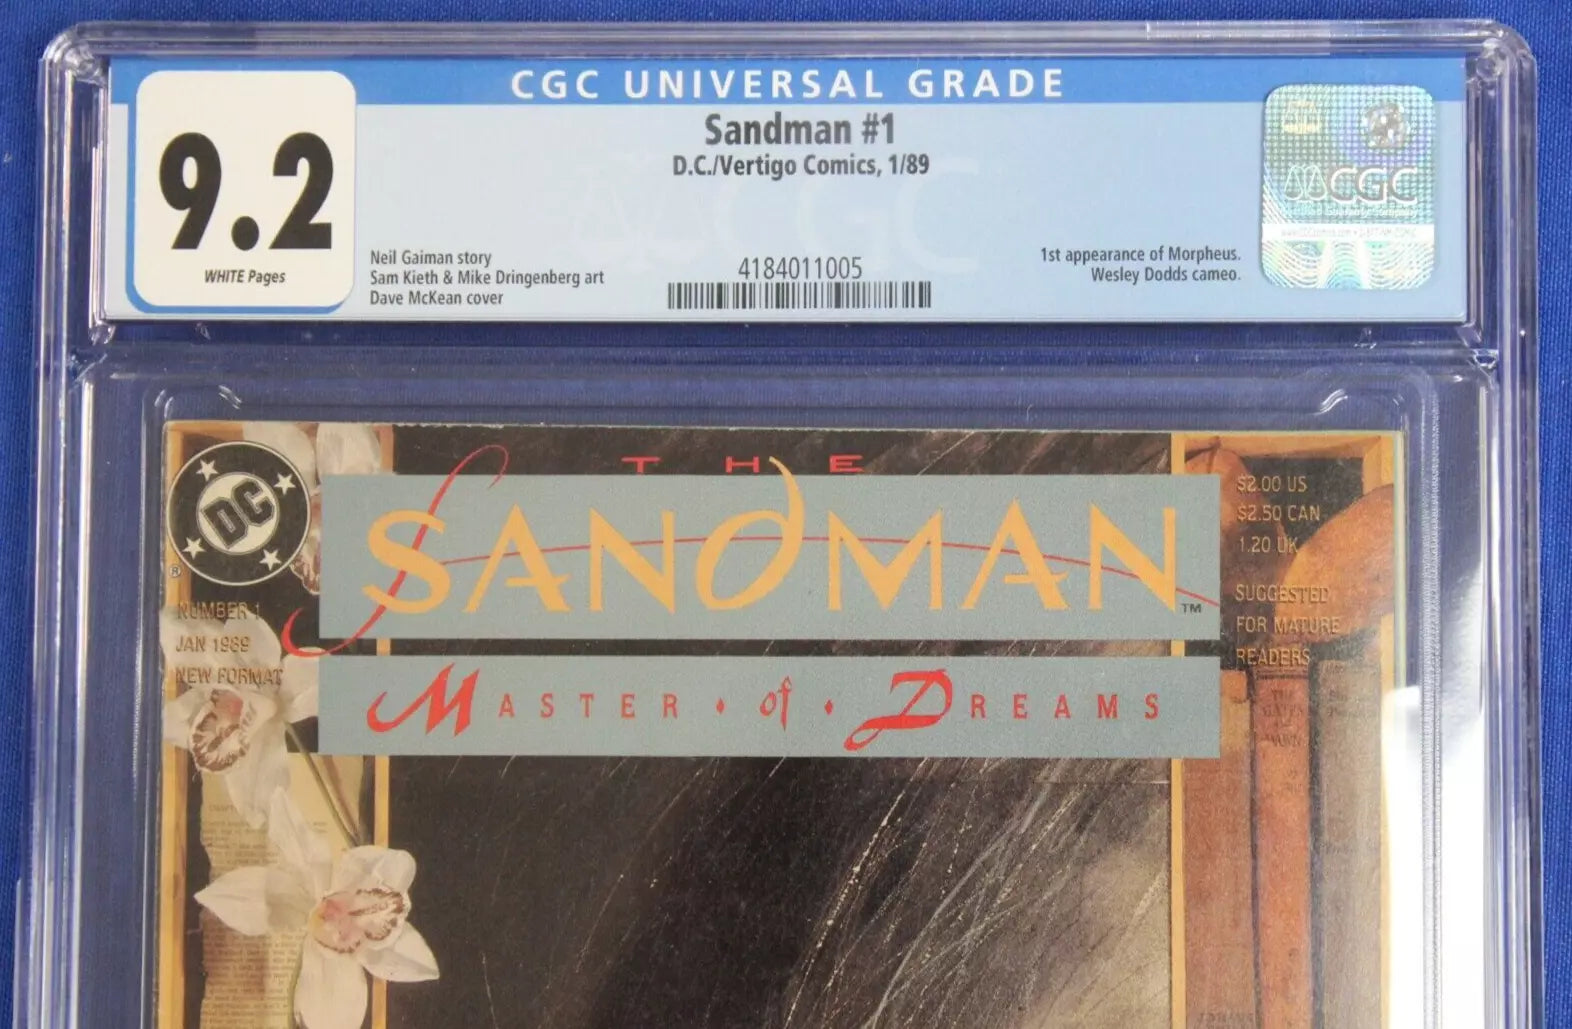 CGC UNIVERSAL GRADE
9.2
WHITE Pages
Sandman #1
D.C./Vertigo Comics, 1/89
Neil Gaiman story
Sam Kieth & Mike Dringenberg art
Dave McKean cover
4184011005
1st appearance of Morpheus.
Wesley Dodds cameo.
CGC
DC
®
NUMBER 1
JAN 1989
NEW FORMAT
THE
SANDMAN
TM
MASTER • of • DREAMS
$2.00 US
$2.50 CAN
1.20 UK
SUGGESTED
FOR MATURE
READERS